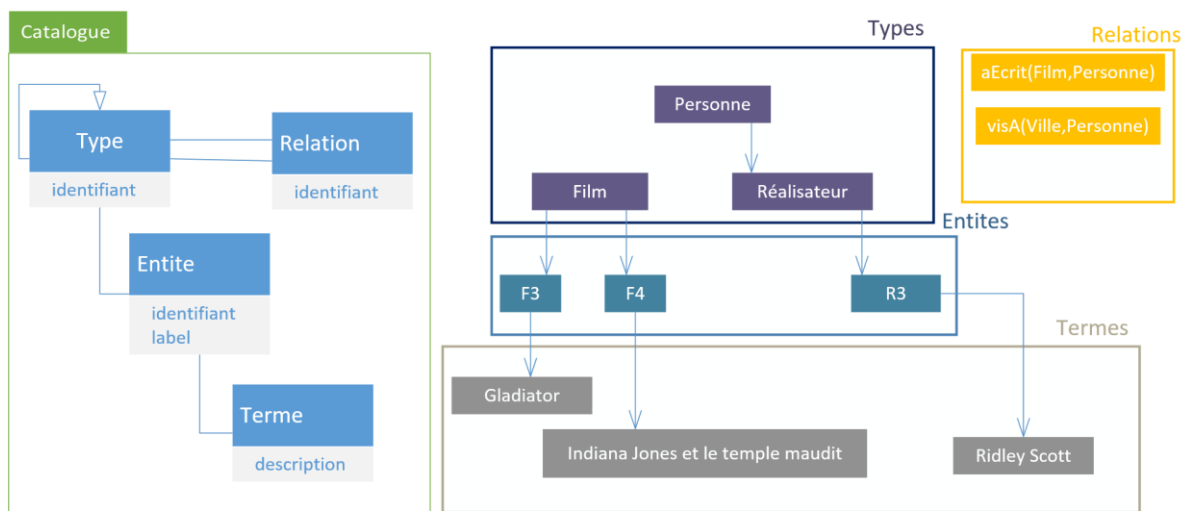 Catalogue
Type
identifiant
Relation
identifiant
Entite
identifiant
label
Terme
description
Types
Personne
Film
Réalisateur
Relations
aEcrit(Film,Personne)
visA(Ville,Personne)
Entites
F3
F4
R3
Termes
Gladiator
Indiana Jones et le temple maudit
Ridley Scott